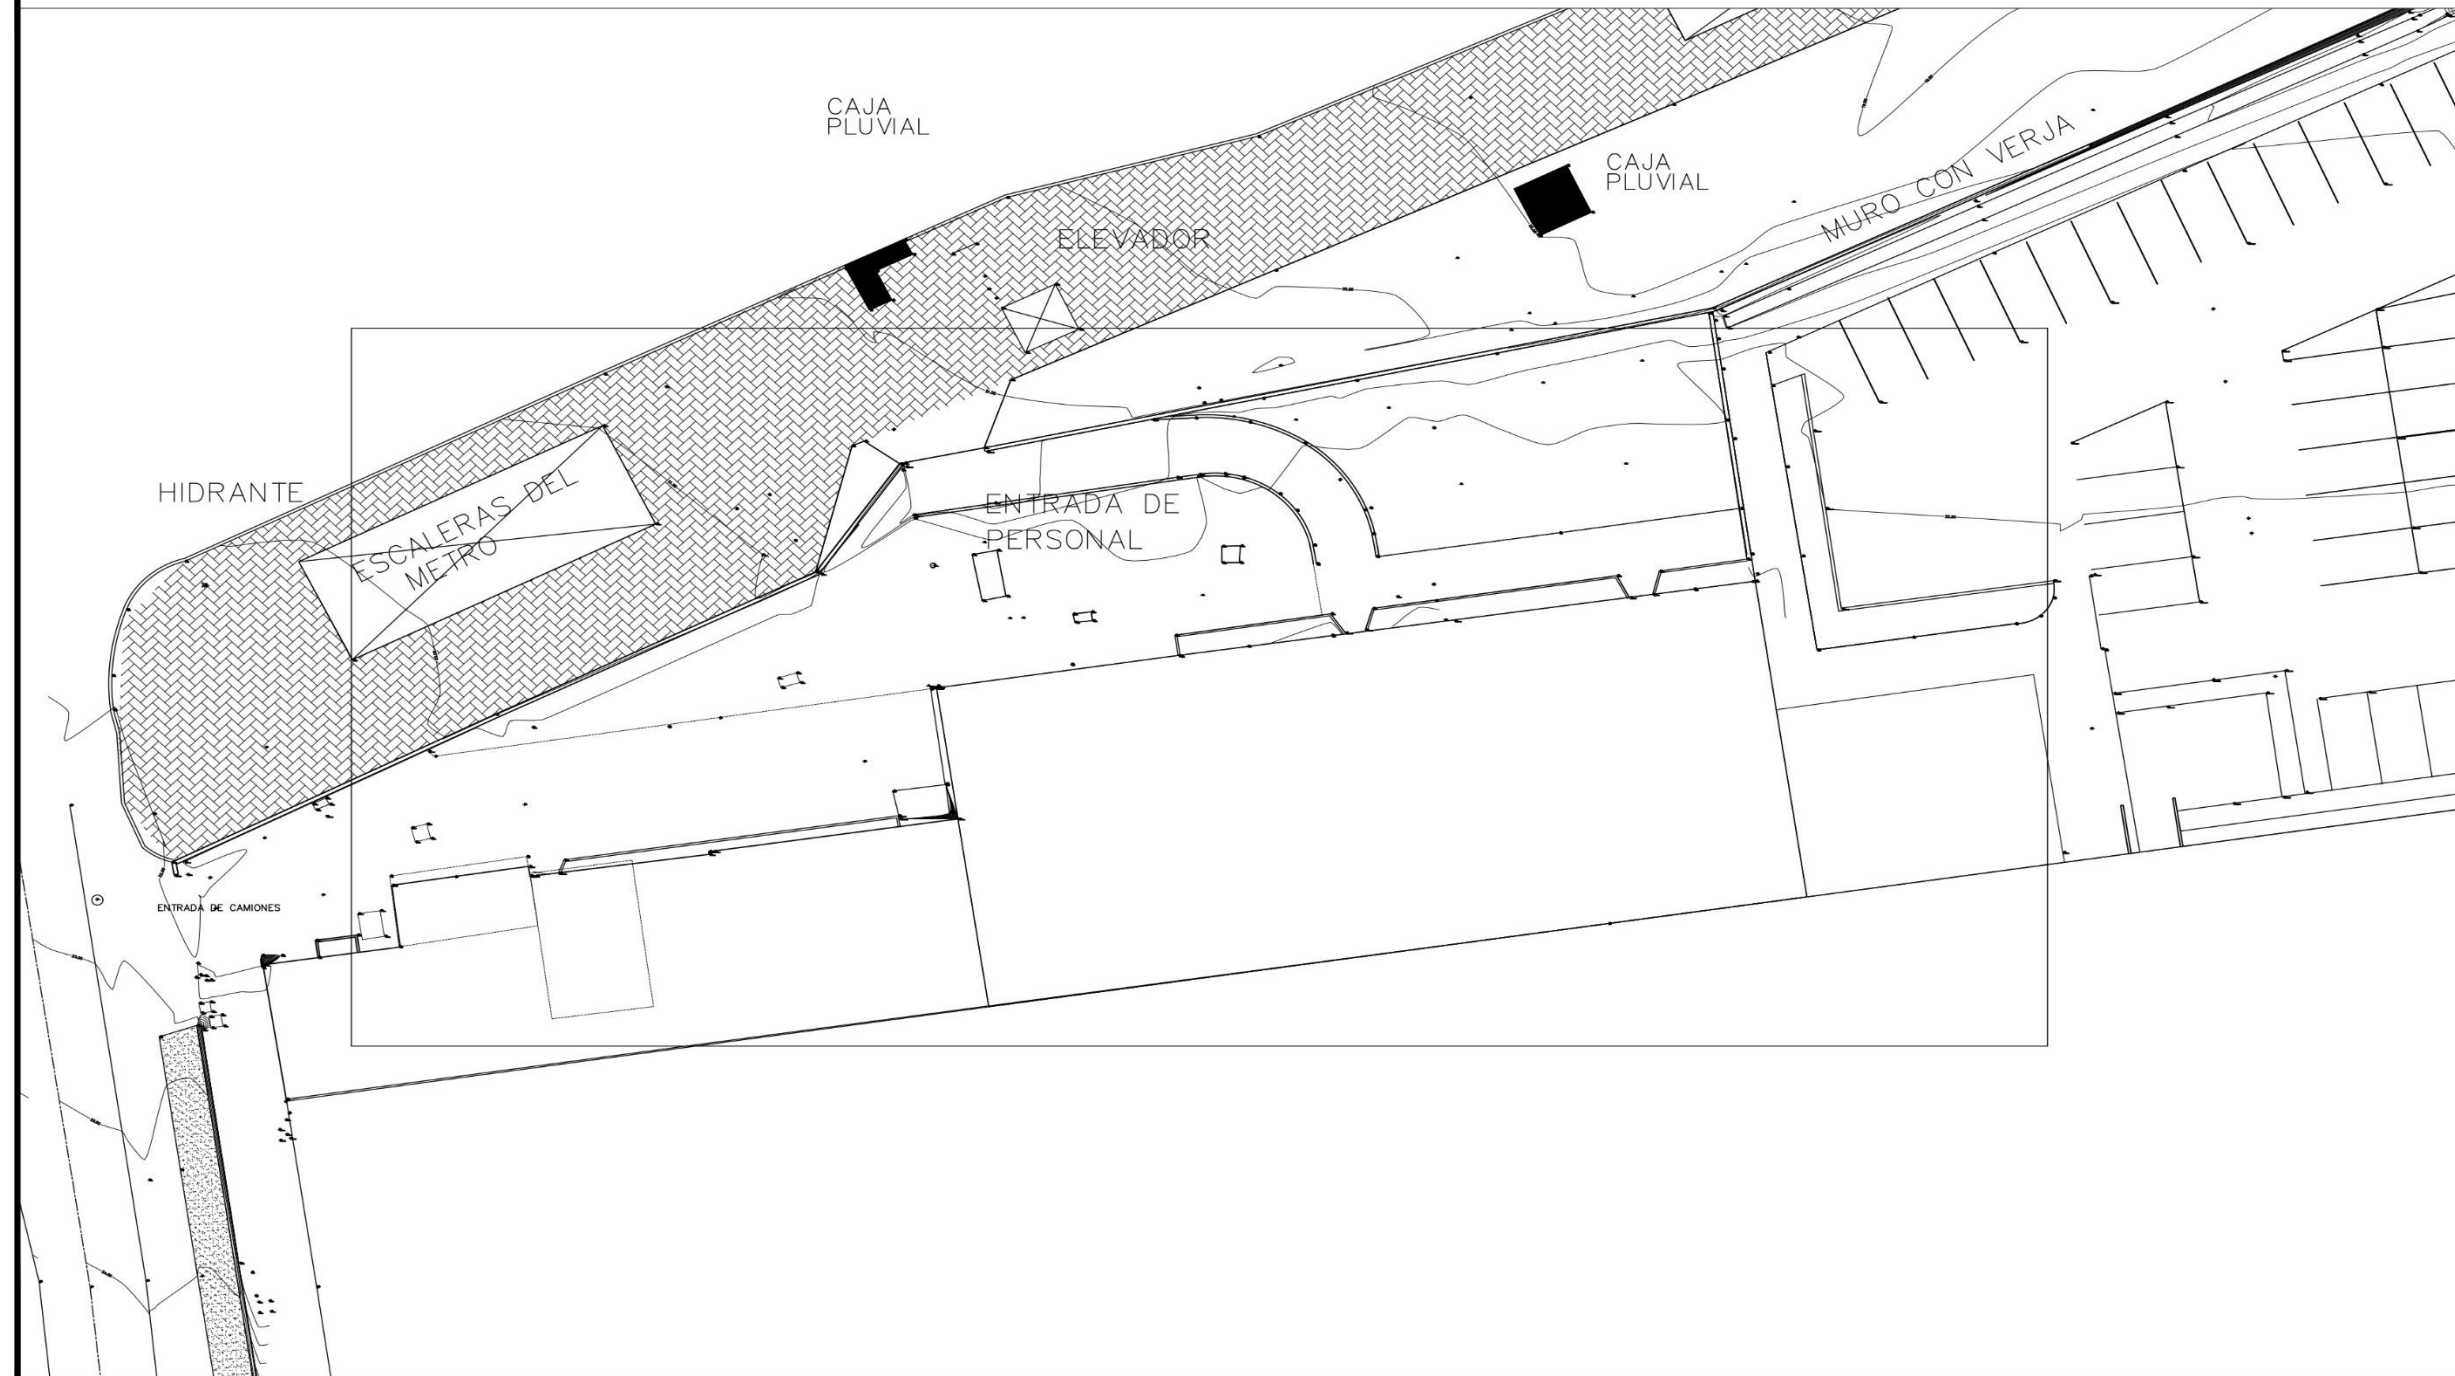 CAJA
PLUVIAL
CAJA
PLUVIAL
MURO CON VERJA
ELEVADOR
HIDRANTE
ESCALERAS DEL
METRO
ENTRADA DE
PERSONAL
ENTRADA DE CAMIONES